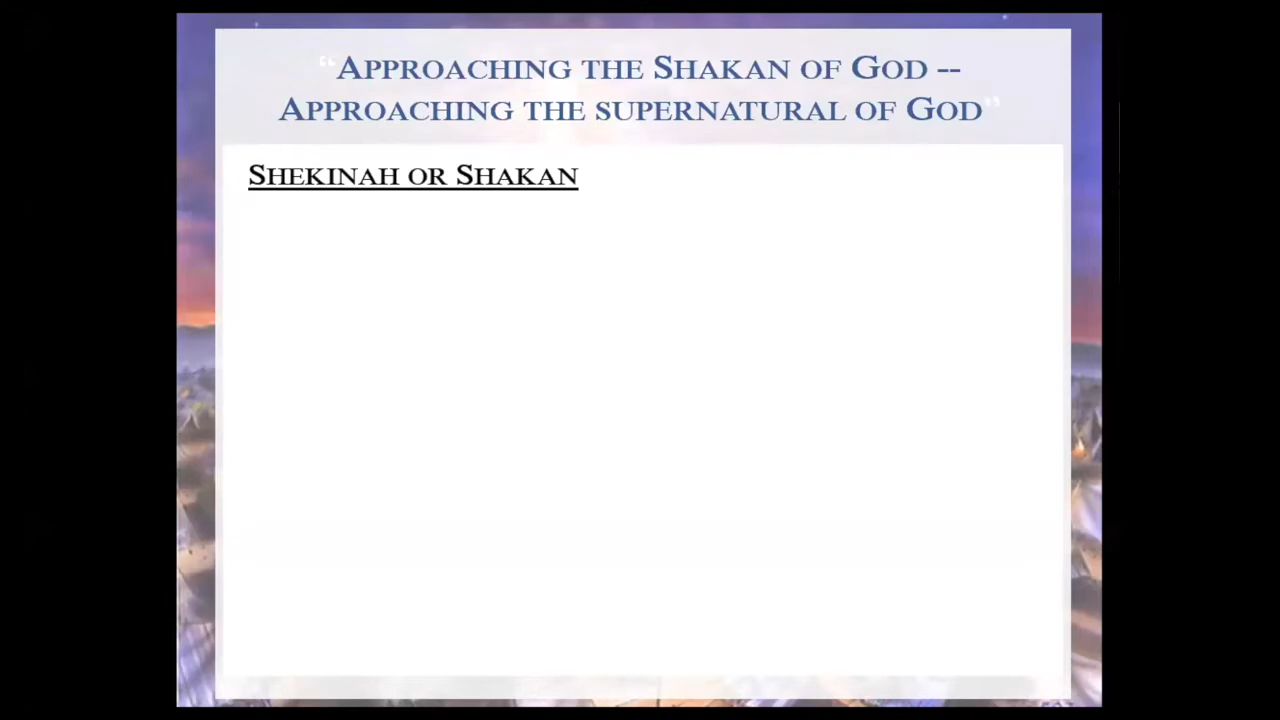 “Approaching the Shakan of God --
Approaching the supernatural of God”
Shekinah or Shakan